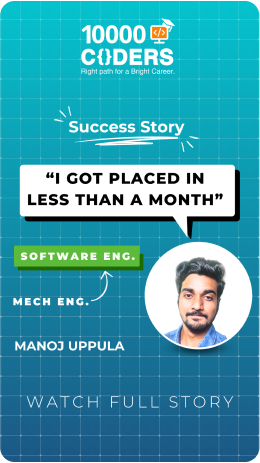 10000
C{}DERS
Right path for a Bright Career.
Success Story
“I GOT PLACED IN
LESS THAN A MONTH”
SOFTWARE ENG.
MECH ENG.
MANOJ UPPULA
WATCH FULL STORY